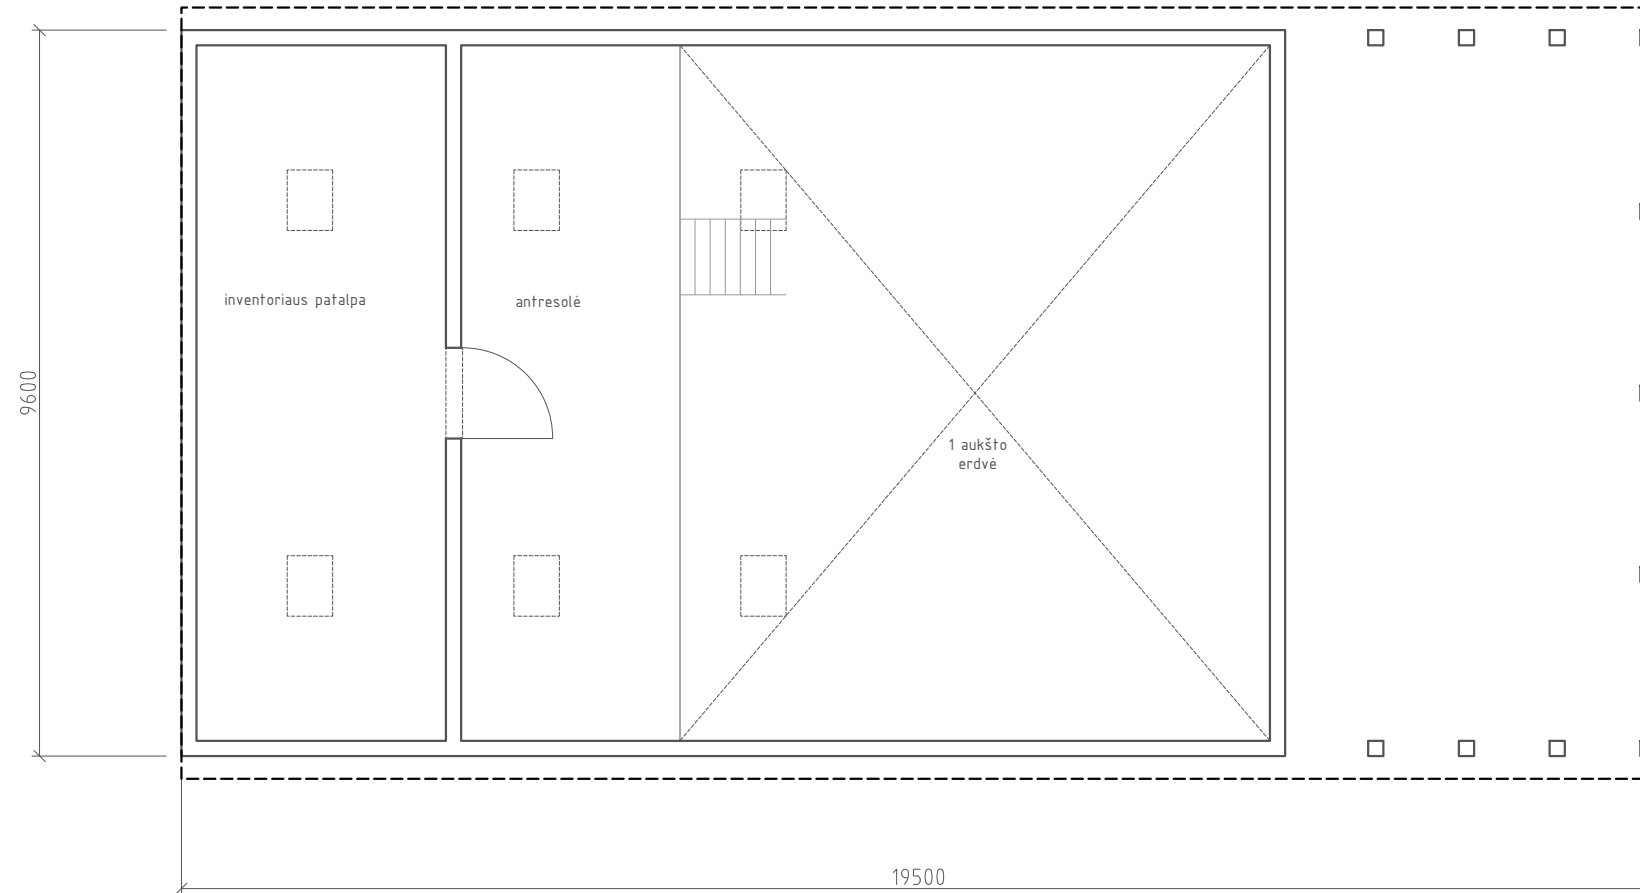 inventoriaus patalpa
antresolė
9600
1 aukšto
erdvė
19500